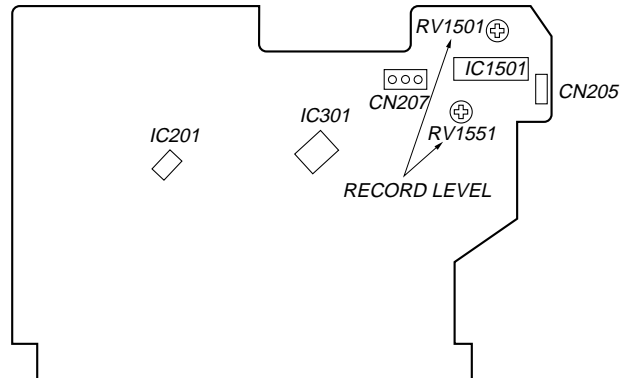 RV1501
IC1501
CN205
CN207
IC301
RV1551
IC201
RECORD LEVEL